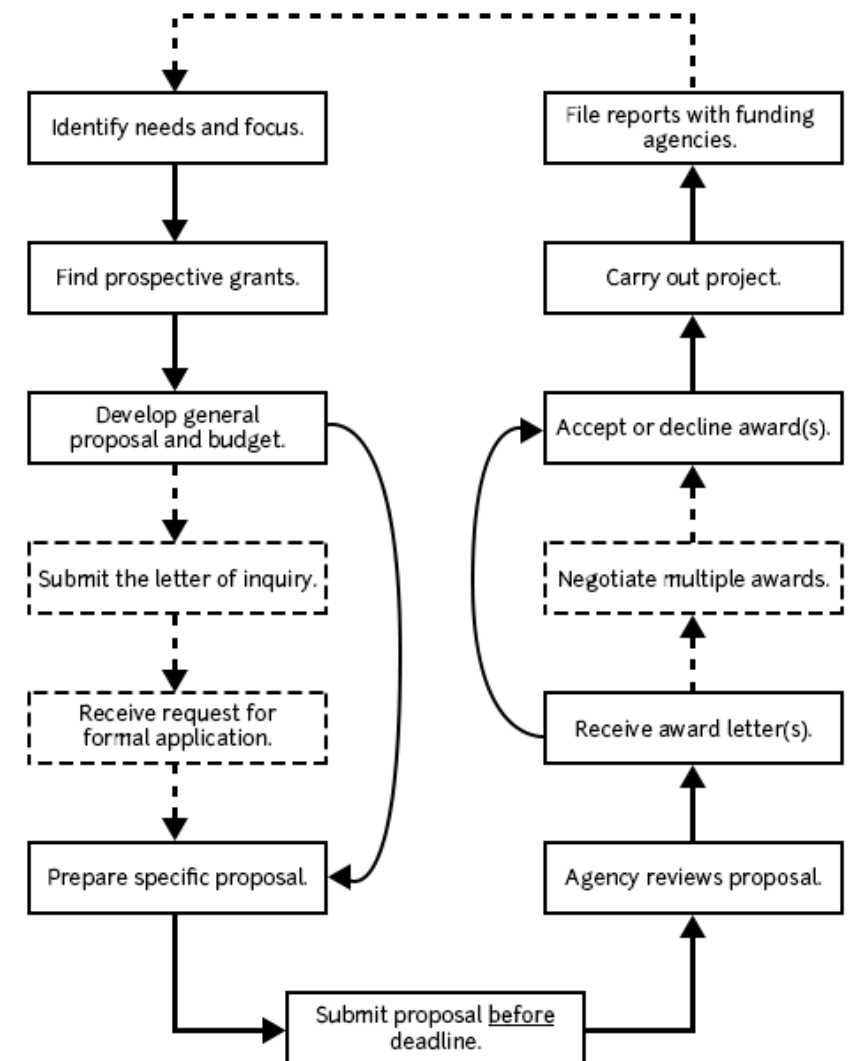 Identify needs and focus.
Find prospective grants.
Develop general
proposal and budget.
Submit the letter of inquiry.
Receive request for
formal application.
Prepare specific proposal.
Submit proposal before
deadline.
Agency reviews proposal.
Receive award letter(s).
Negotiate multiple awards.
Accept or decline award(s).
Carry out project.
File reports with funding
agencies.